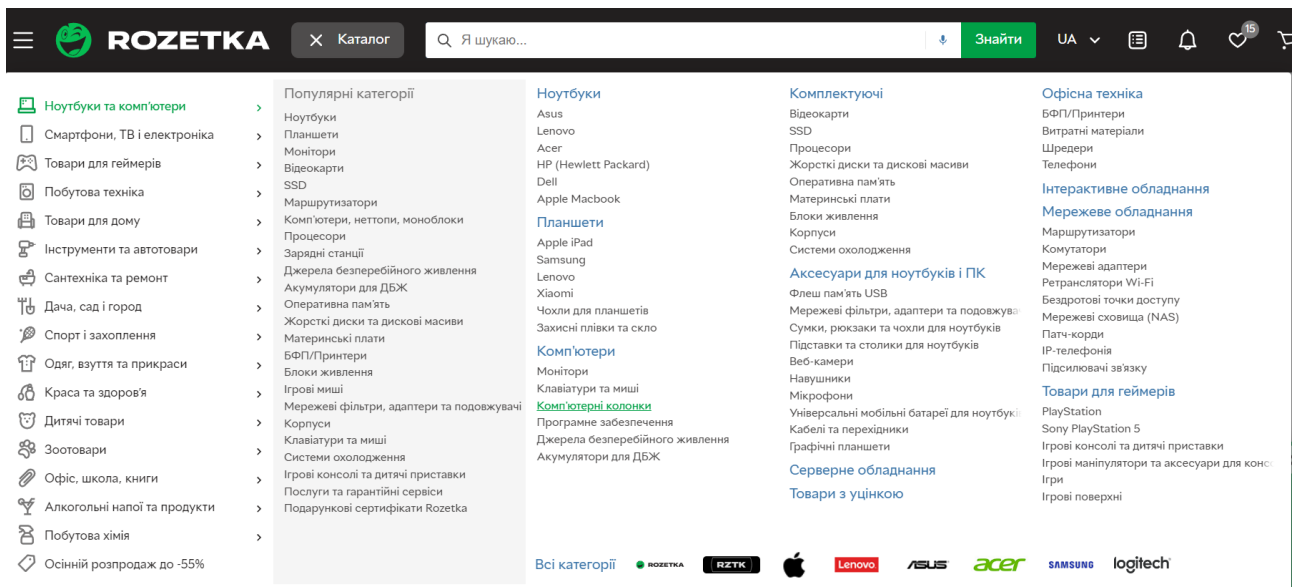 ROZETKA
Каталог
Я шукаю...
Знайти
UA
15
Ноутбуки та комп'ютери
Смартфони, ТВ і електроніка
Товари для геймерів
Побутова техніка
Товари для дому
Інструменти та автотовари
Сантехніка та ремонт
Дача, сад і город
Спорт і захоплення
Одяг, взуття та прикраси
Краса та здоров'я
Дитячі товари
Зоотовари
Офіс, школа, книги
Алкогольні напої та продукти
Побутова хімія
Осінній розпродаж до -55%
Популярні категорії
Ноутбуки
Планшети
Монітори
Відеокарти
SSD
Маршрутизатори
Комп'ютери, неттопи, моноблоки
Процесори
Зарядні станції
Джерела безперебійного живлення
Акумулятори для ДБЖ
Оперативна пам'ять
Жорсткі диски та дискові масиви
Материнські плати
БФП/Принтери
Блоки живлення
Ігрові миші
Мережеві фільтри, адаптери та подовжувачі
Корпуси
Клавіатури та миші
Системи охолодження
Ігрові консолі та дитячі приставки
Послуги та гарантійні сервіси
Подарункові сертифікати Rozetka
Ноутбуки
Asus
Lenovo
Acer
HP (Hewlett Packard)
Dell
Apple Macbook
Планшети
Apple iPad
Samsung
Lenovo
Xiaomi
Чохли для планшетів
Захисні плівки та скло
Комп'ютери
Монітори
Клавіатури та миші
Комп'ютерні колонки
Програмне забезпечення
Джерела безперебійного живлення
Акумулятори для ДБЖ
Комплектуючі
Відеокарти
SSD
Процесори
Жорсткі диски та дискові масиви
Оперативна пам'ять
Материнські плати
Блоки живлення
Корпуси
Системи охолодження
Аксесуари для ноутбуків і ПК
Флеш пам'ять USB
Мережеві фільтри, адаптери та подовжува
Сумки, рюкзаки та чохли для ноутбуків
Підставки та столики для ноутбуків
Веб-камери
Навушники
Мікрофони
Універсальні мобільні батареї для ноутбукі
Кабелі та перехідники
Графічні планшети
Серверне обладнання
Товари з уцінкою
Офісна техніка
БФП/Принтери
Витратні матеріали
Шредери
Телефони
Інтерактивне обладнання
Мережеве обладнання
Маршрутизатори
Комутатори
Мережеві адаптери
Ретранслятори Wi-Fi
Бездротові точки доступу
Мережеві сховища (NAS)
Патч-корди
IP-телефонія
Підсилювачі зв'язку
Товари для геймерів
PlayStation
Sony PlayStation 5
Ігрові консолі та дитячі приставки
Ігрові маніпулятори та аксесуари для консо
Ігри
Ігрові поверхні
Всі категорії
ROZETKA
RZTK
Lenovo
ASUS
acer
SAMSUNG
logitech